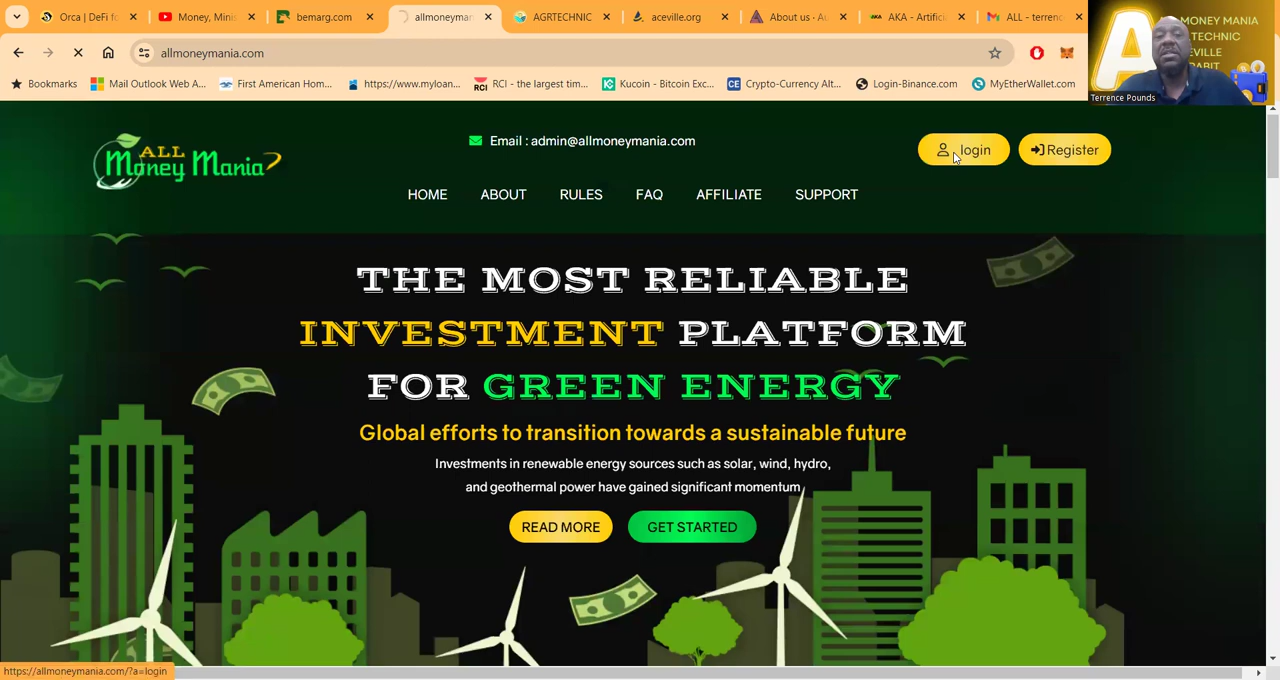 Orca | DeFi fo
Money, Minis
bemarg.com
allmoneyman
AGRTECHNIC
aceville.org
About us · Au
AKA - Artific
ALL - terrenc
allmoneymania.com
Bookmarks
Mail Outlook Web A...
First American Hom...
https://www.myloan...
RCI
RCI - the largest tim...
Kucoin - Bitcoin Exc...
CE
Crypto-Currency Alt...
Login-Binance.com
MyEtherWallet.com
MONEY MANIA
TECHNIC
Terrence Pounds
ALL
Money Mania
Email : admin@allmoneymania.com
login
Register
HOME
ABOUT
RULES
FAQ
AFFILIATE
SUPPORT
THE MOST RELIABLE
INVESTMENT PLATFORM
FOR GREEN ENERGY
Global efforts to transition towards a sustainable future
Investments in renewable energy sources such as solar, wind, hydro,
and geothermal power have gained significant momentum
READ MORE
GET STARTED
https://allmoneymania.com/?a=login